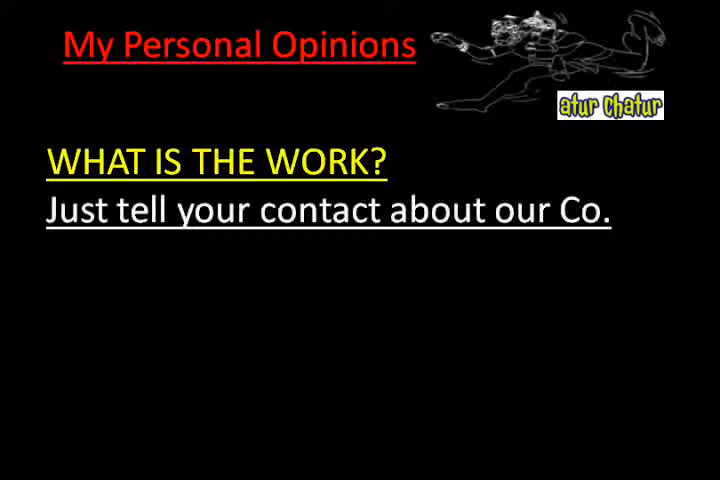 My Personal Opinions
atur chatur
WHAT IS THE WORK?
Just tell your contact about our Co.